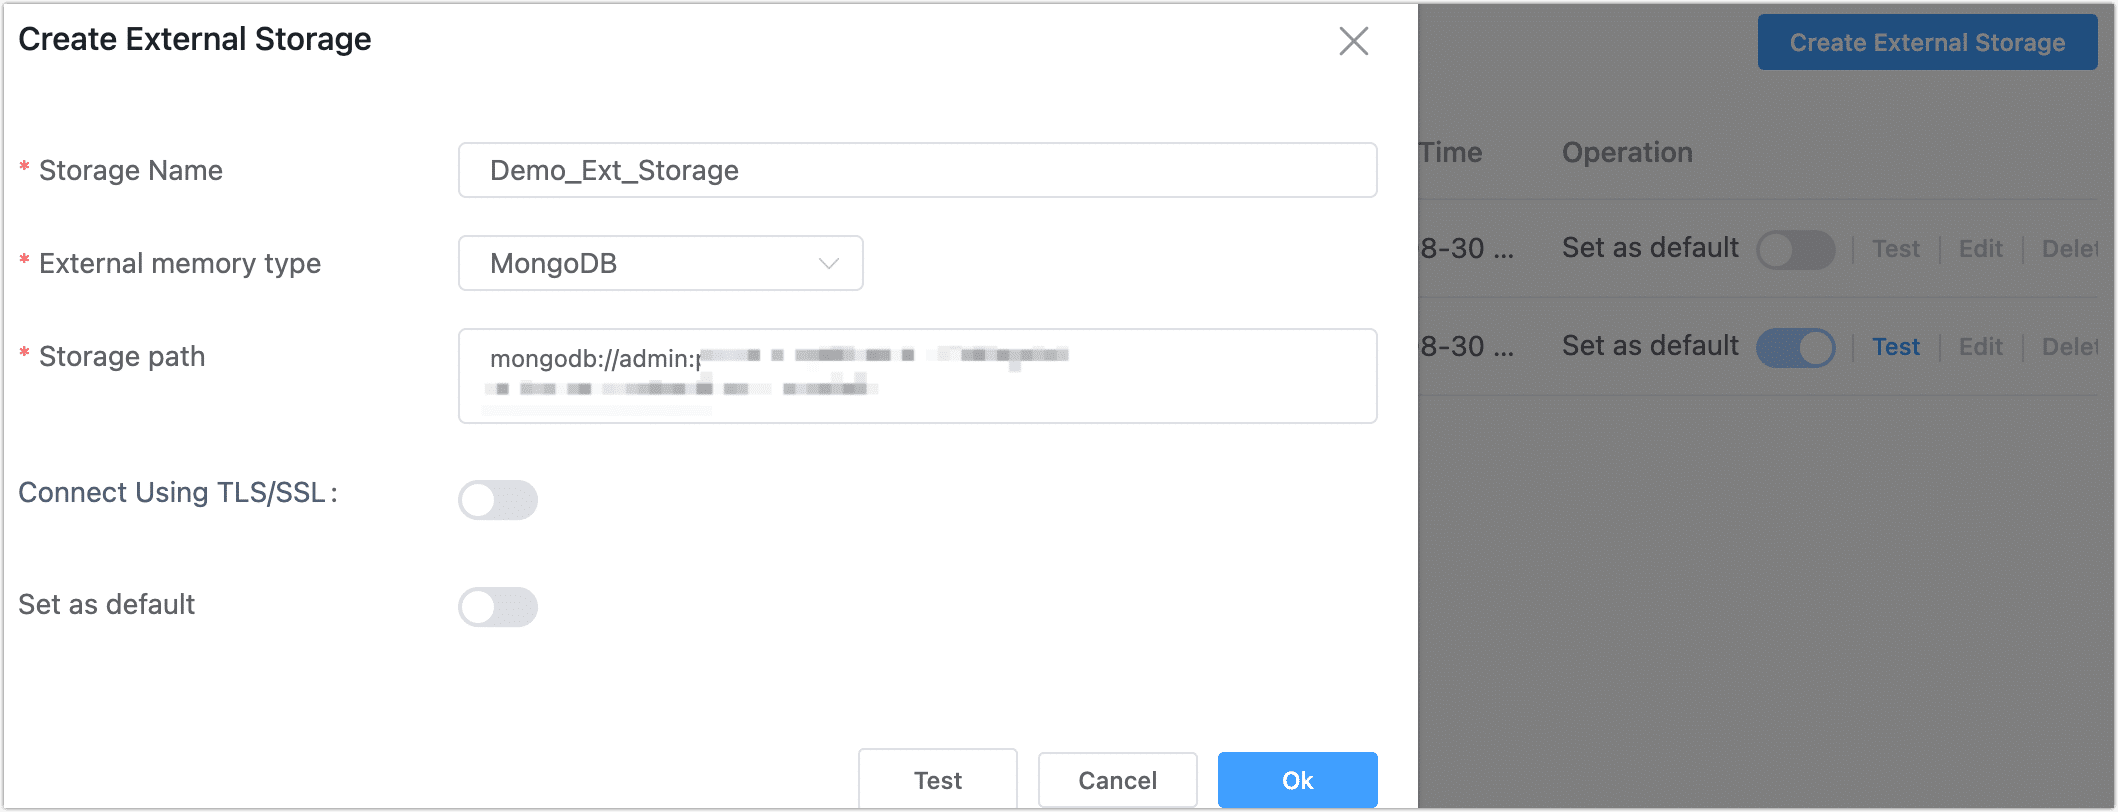 Create External Storage
Create External Storage
* Storage Name
Demo_Ext_Storage
* External memory type
MongoDB
* Storage path
mongodb://admin:
Connect Using TLS/SSL:
Set as default
Test
Cancel
Ok
Time
Operation
8-30 ...
Set as default
Test
Edit
Delet
8-30 ...
Set as default
Test
Edit
Delet